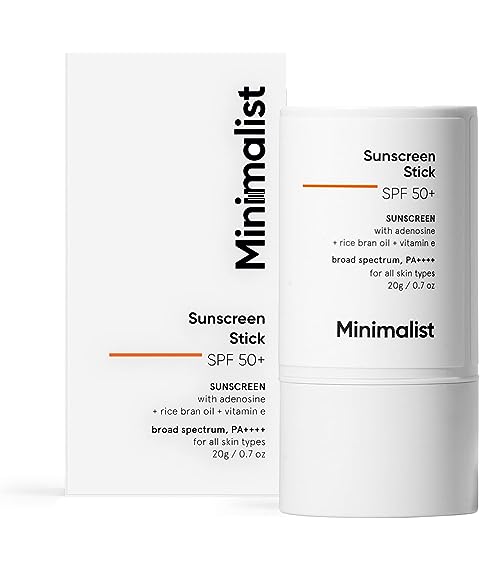 Minimalist
Sunscreen
Stick
SPF 50+
SUNSCREEN
with adenosine
+ rice bran oil + vitamin e
broad spectrum, PA++++
for all skin types
20g / 0.7 oz
Sunscreen
Stick
SPF 50+
SUNSCREEN
with adenosine
+ rice bran oil + vitamin e
broad spectrum, PA++++
for all skin types
20g / 0.7 oz
Minimalist